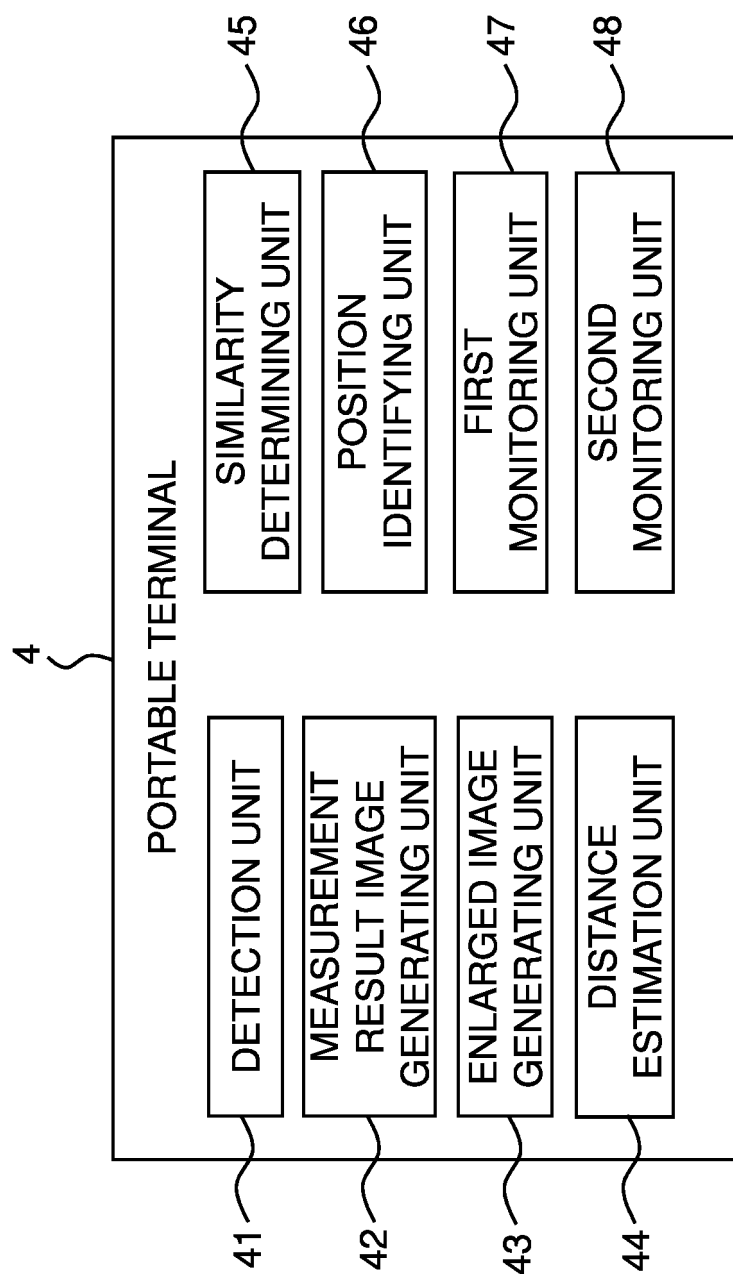 4
PORTABLE TERMINAL
41
DETECTION UNIT
42
MEASUREMENT
RESULT IMAGE
GENERATING UNIT
43
ENLARGED IMAGE
GENERATING UNIT
44
DISTANCE
ESTIMATION UNIT
45
SIMILARITY
DETERMINING UNIT
46
POSITION
IDENTIFYING UNIT
47
FIRST
MONITORING UNIT
48
SECOND
MONITORING UNIT